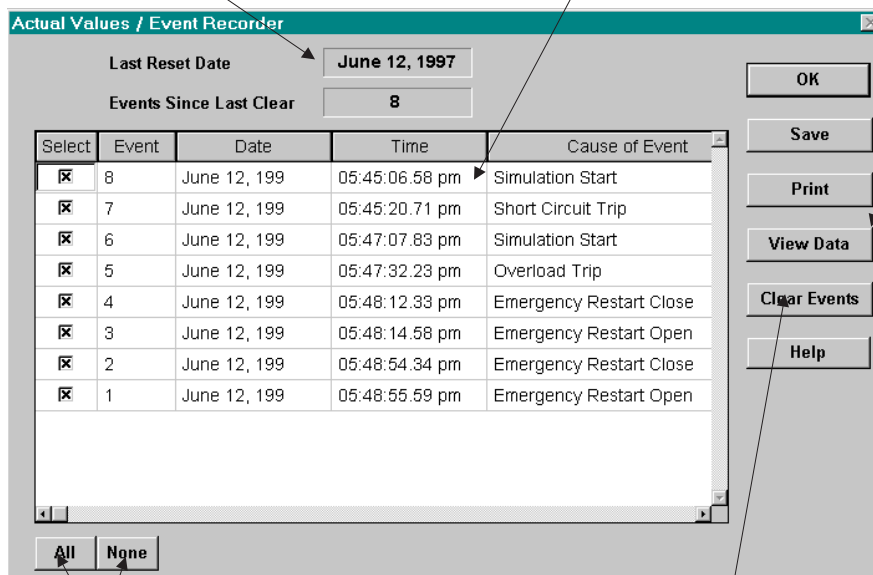 Actual Values / Event Recorder
Last Reset Date June 12, 1997
Events Since Last Clear 8
OK
Save
Print
View Data
Clear Events
Help
Select Event Date Time Cause of Event
8 June 12, 199 05:45:06.58 pm Simulation Start
7 June 12, 199 05:45:20.71 pm Short Circuit Trip
6 June 12, 199 05:47:07.83 pm Simulation Start
5 June 12, 199 05:47:32.23 pm Overload Trip
4 June 12, 199 05:48:12.33 pm Emergency Restart Close
3 June 12, 199 05:48:14.58 pm Emergency Restart Open
2 June 12, 199 05:48:54.34 pm Emergency Restart Close
1 June 12, 199 05:48:55.59 pm Emergency Restart Open
All None